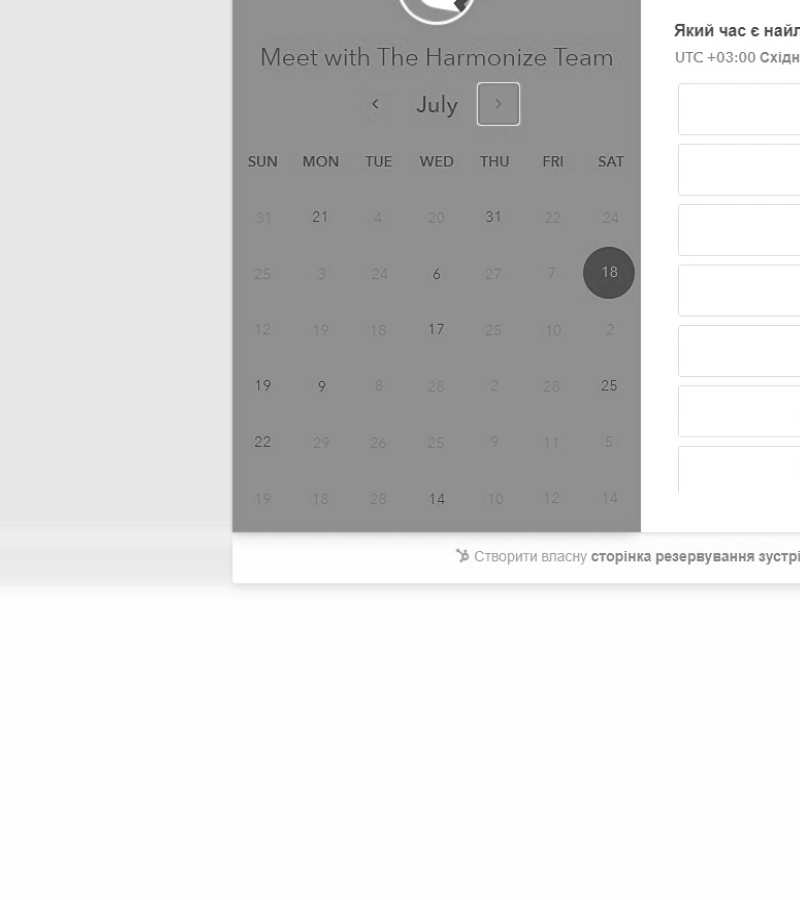 Meet with The Harmonize Team
July
SUN MON TUE WED THU FRI SAT
31 21 4 20 31 22 24
25 3 24 6 27 7 18
12 19 18 17 25 10 2
19 9 8 28 2 28 25
22 29 26 25 9 11 5
19 18 28 14 10 12 14
Який час є
UTC +03:00
Створити власну сторінка резервування